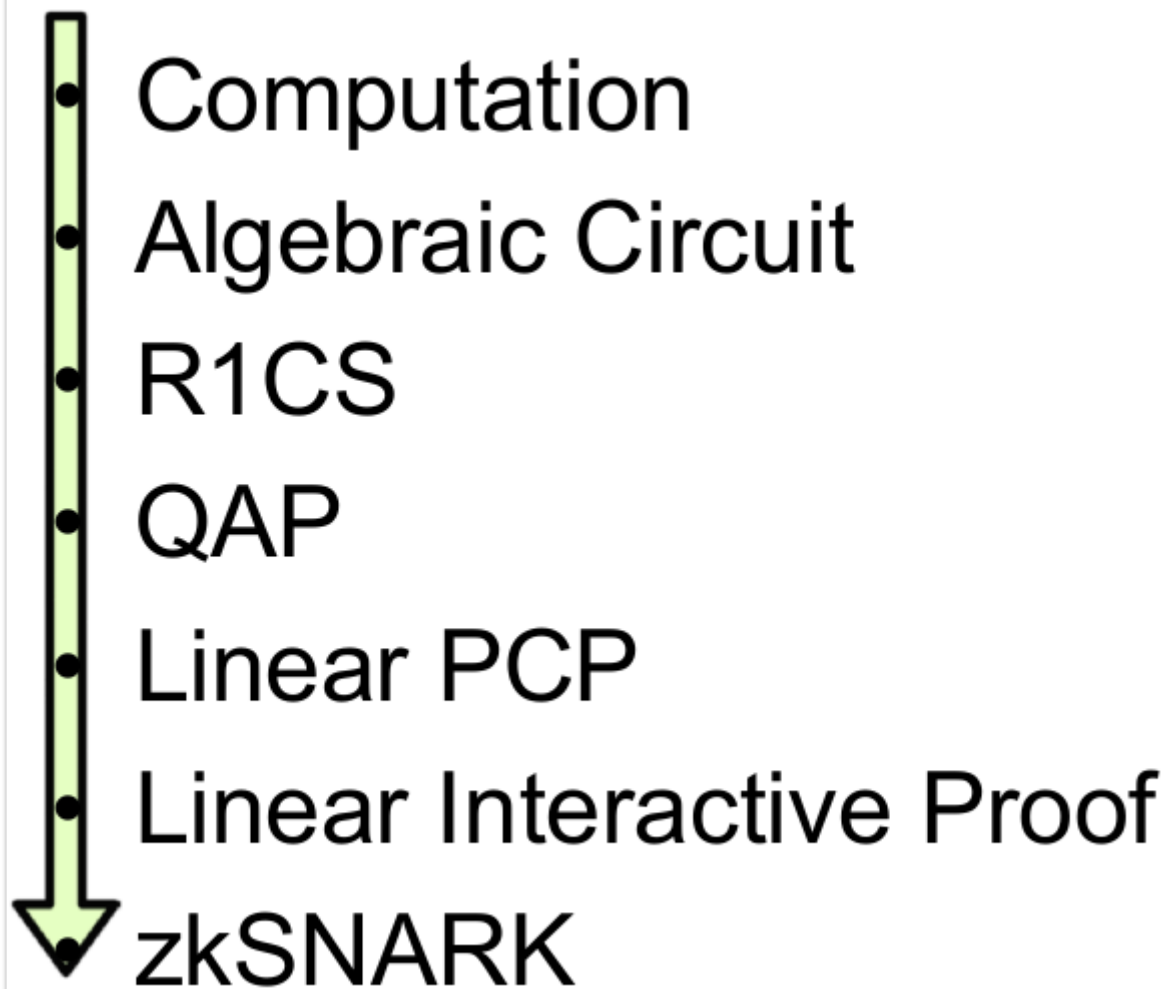 Computation
Algebraic Circuit
R1CS
QAP
Linear PCP
Linear Interactive Proof
zkSNARK